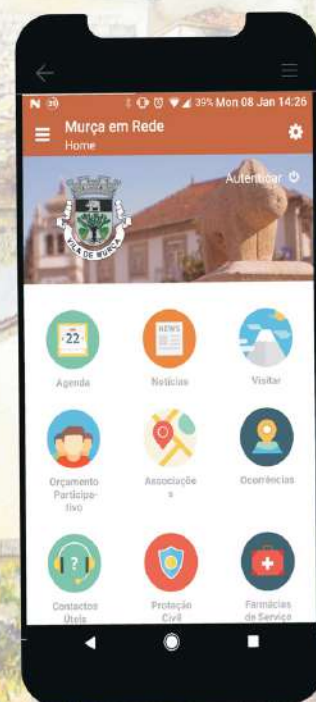 39% Mon 08 Jan 14:26
Murça em Rede
Home
Autenticar
VILA DE MURÇA
22
NEWS
Agenda
Notícias
Visitar
Orçamento
Participa-
tivo
Associaçõe
s
Ocorrências
?
Contactos
Úteis
Proteção
Civil
Farmácias
de Serviço